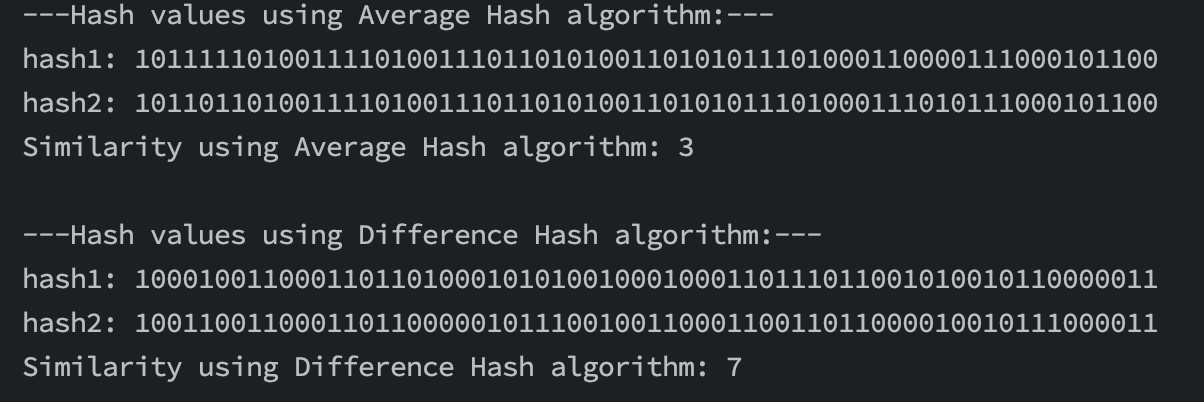 ---Hash values using Average Hash algorithm:---
hash1: 1011111010011110100111011010100110101011101000110000111000101100
hash2: 1011011010011110100111011010100110101011101000111010111000101100
Similarity using Average Hash algorithm: 3
---Hash values using Difference Hash algorithm:---
hash1: 1000100110001101101000101010010001000110111011001010010110000011
hash2: 1001100110001101100000101110010011000110011011000010010111000011
Similarity using Difference Hash algorithm: 7